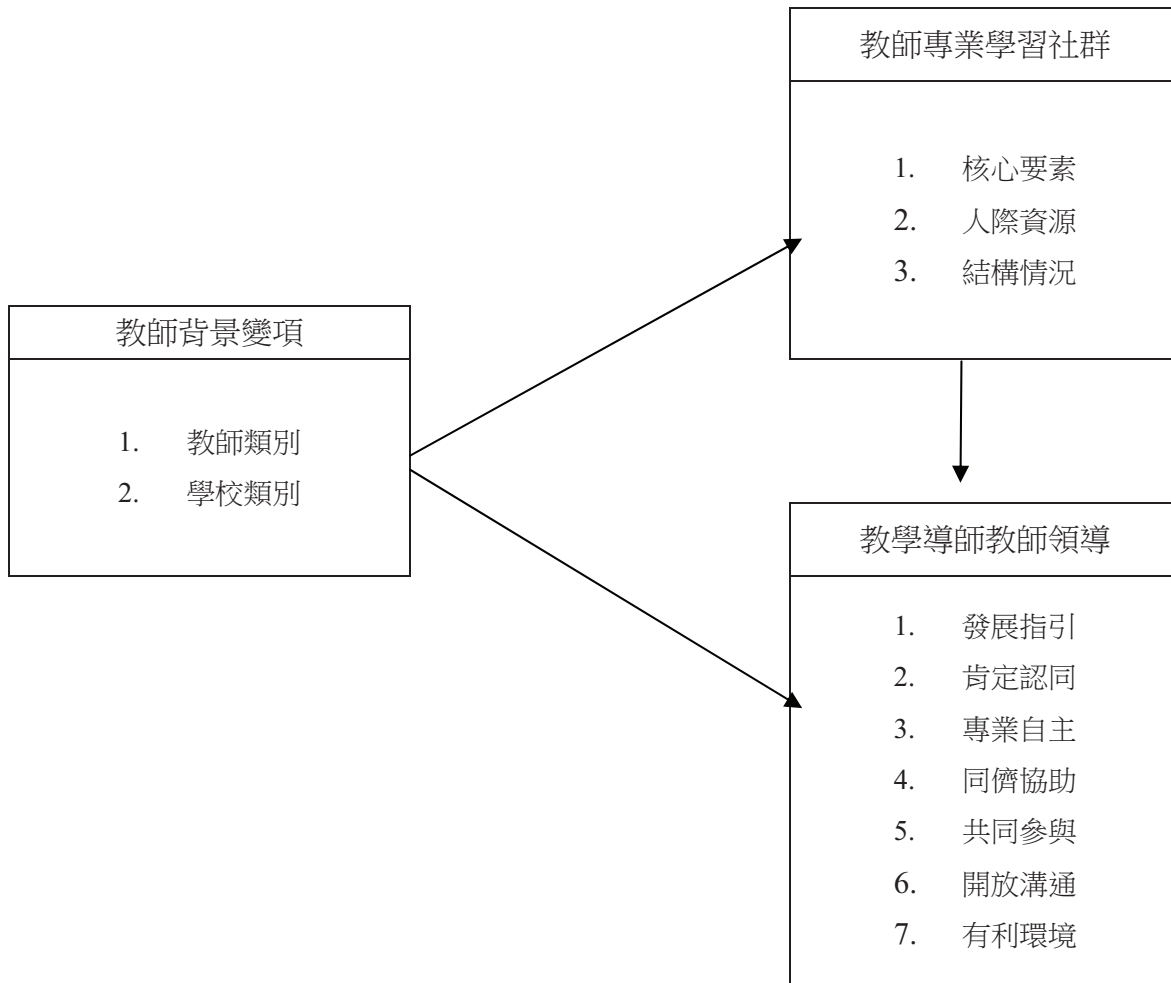 教師專業學習社群
1. 核心要素
2. 人際資源
3. 結構情況
教師背景變項
1. 教師類別
2. 學校類別
教學導師教師領導
1. 發展指引
2. 肯定認同
3. 專業自主
4. 同儕協助
5. 共同參與
6. 開放溝通
7. 有利環境